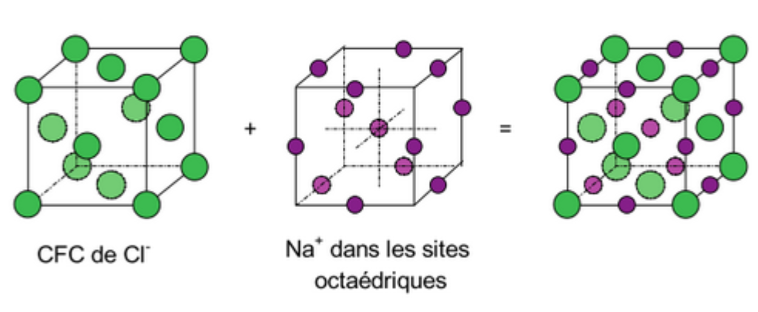 +
=
CFC de Cl⁻
Na⁺ dans les sites
octaédriques